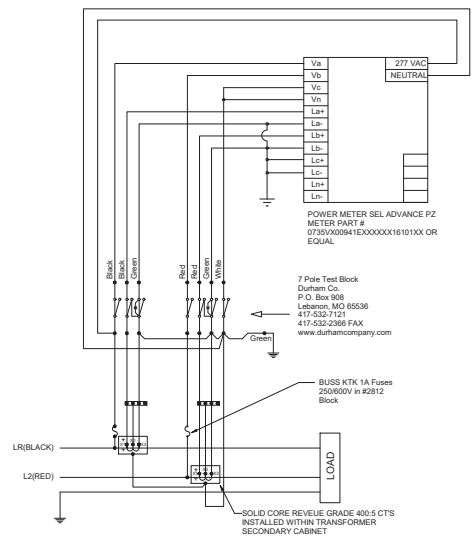 Va 277 VAC
Vb NEUTRAL
Vc
Vn
La+
La-
Lb+
Lb-
Lc+
Lc-
Ln+
Ln-
POWER METER SEL ADVANCE PZ
METER PART #
0735VX00941EXXXXXX16101XX OR
EQUAL
Black
Black
Green
Red
Red
Green
White
7 Pole Test Block
Durham Co.
P.O. Box 908
Lebanon, MO 65536
417-532-7121
417-532-2366 FAX
www.durhamcompany.com
Green
BUSS KTK 1A Fuses
250/600V in #2812
Block
LR(BLACK)
L2(RED)
LOAD
SOLID CORE REVEUE GRADE 400:5 CT'S
INSTALLED WITHIN TRANSFORMER
SECONDARY CABINET